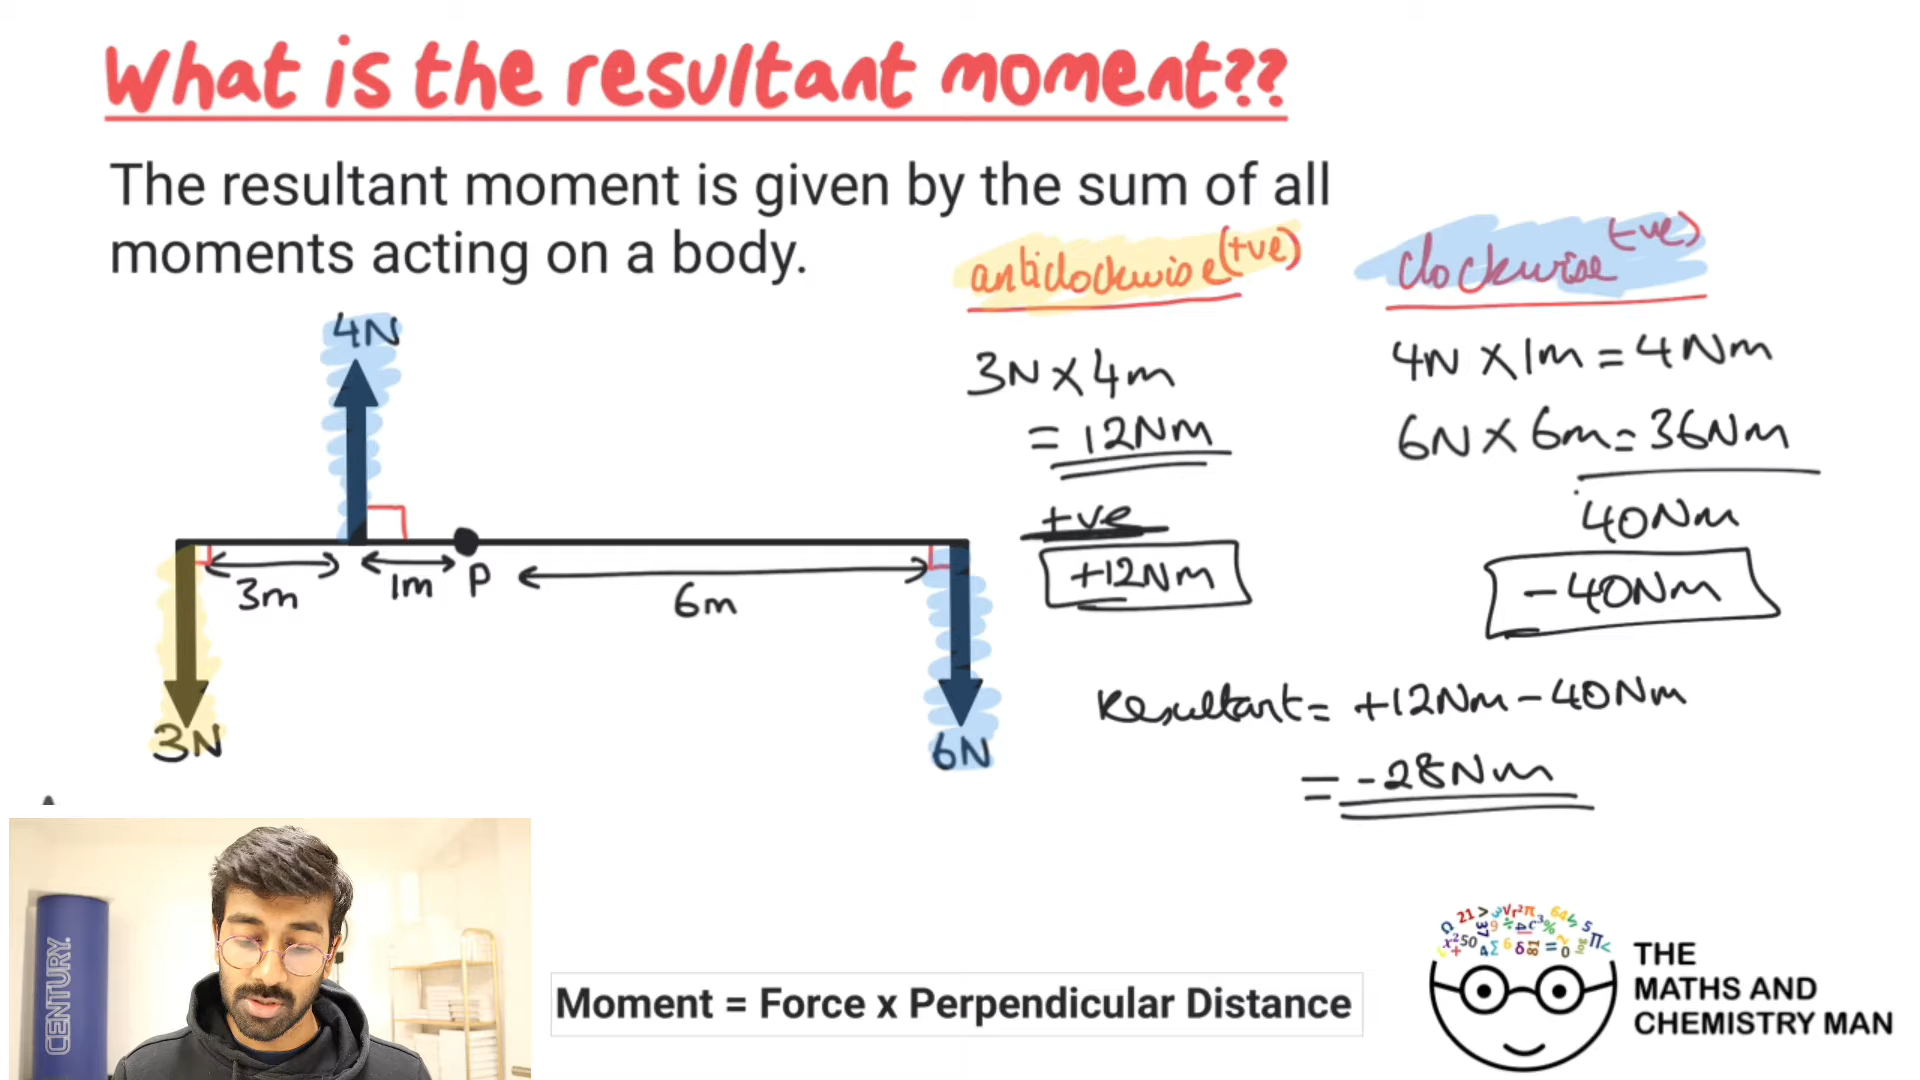 What is the resultant moment??
The resultant moment is given by the sum of all
moments acting on a body.
anticlockwise (+ve)
clockwise (-ve)
4N
3N x 4m
= 12Nm
+ve
+12Nm
4N x 1m = 4Nm
6N x 6m = 36Nm
40Nm
-40Nm
3m
1m
P
6m
3N
6N
Resultant = +12Nm - 40Nm
= -28Nm
CENTURY.
Moment = Force x Perpendicular Distance
THE
MATHS AND
CHEMISTRY MAN